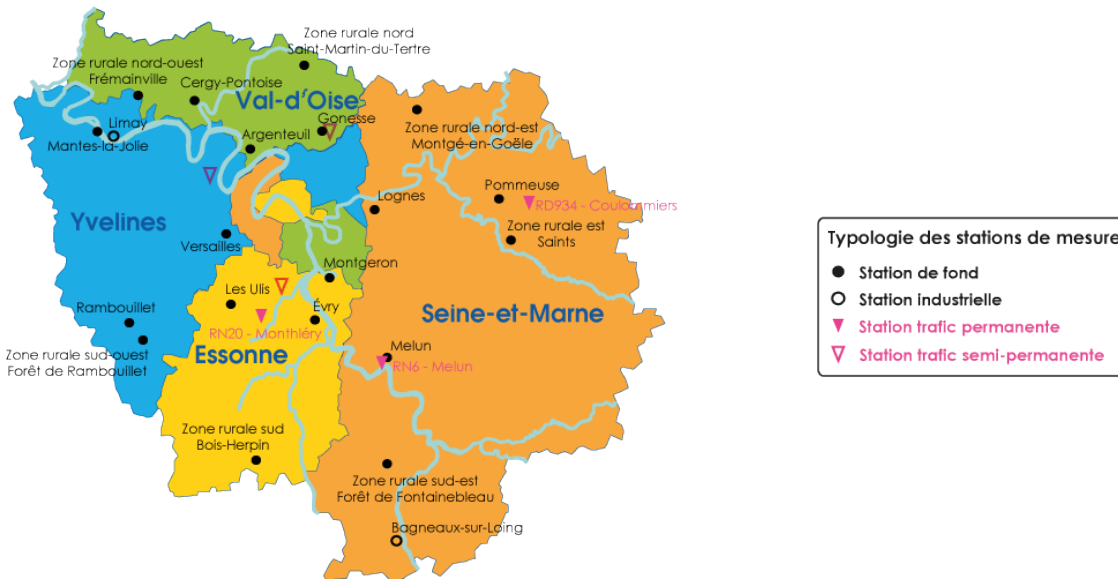 Zone rurale nord
Saint-Martin-du-Tertre
Zone rurale nord-ouest
Frémainville
Cergy-Pontoise
Val-d'Oise
Gonesse
Limay
Mantes-la-Jolie
Argenteuil
Zone rurale nord-est
Montgé-en-Goële
Pommeuse
RD934 - Coulommiers
Lognes
Yvelines
Zone rurale est
Saints
Versailles
Montgeron
Les Ulis
Rambouillet
Évry
RN20 - Monthléry
Seine-et-Marne
Zone rurale sud-ouest
Forêt de Rambouillet
Essonne
Melun
RN6 - Melun
Zone rurale sud
Bois-Herpin
Zone rurale sud-est
Forêt de Fontainebleau
Bagneaux-sur-Loing
Typologie des stations de mesure
Station de fond
Station industrielle
Station trafic permanente
Station trafic semi-permanente